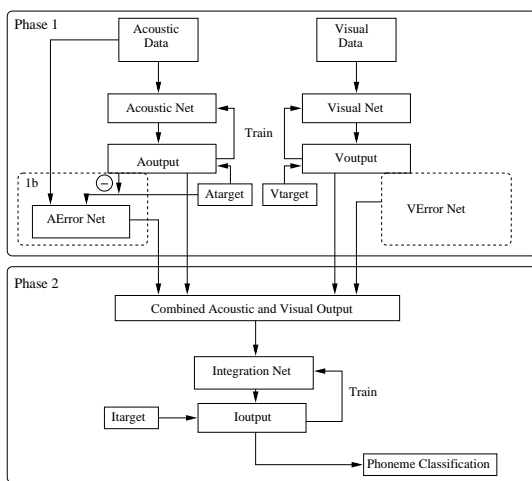 Phase 1
Acoustic
Data
Visual
Data
Acoustic Net
Visual Net
Train
Aoutput
Voutput
1b
−
Atarget
Vtarget
AError Net
VError Net
Phase 2
Combined Acoustic and Visual Output
Integration Net
Train
Itarget
Ioutput
Phoneme Classification